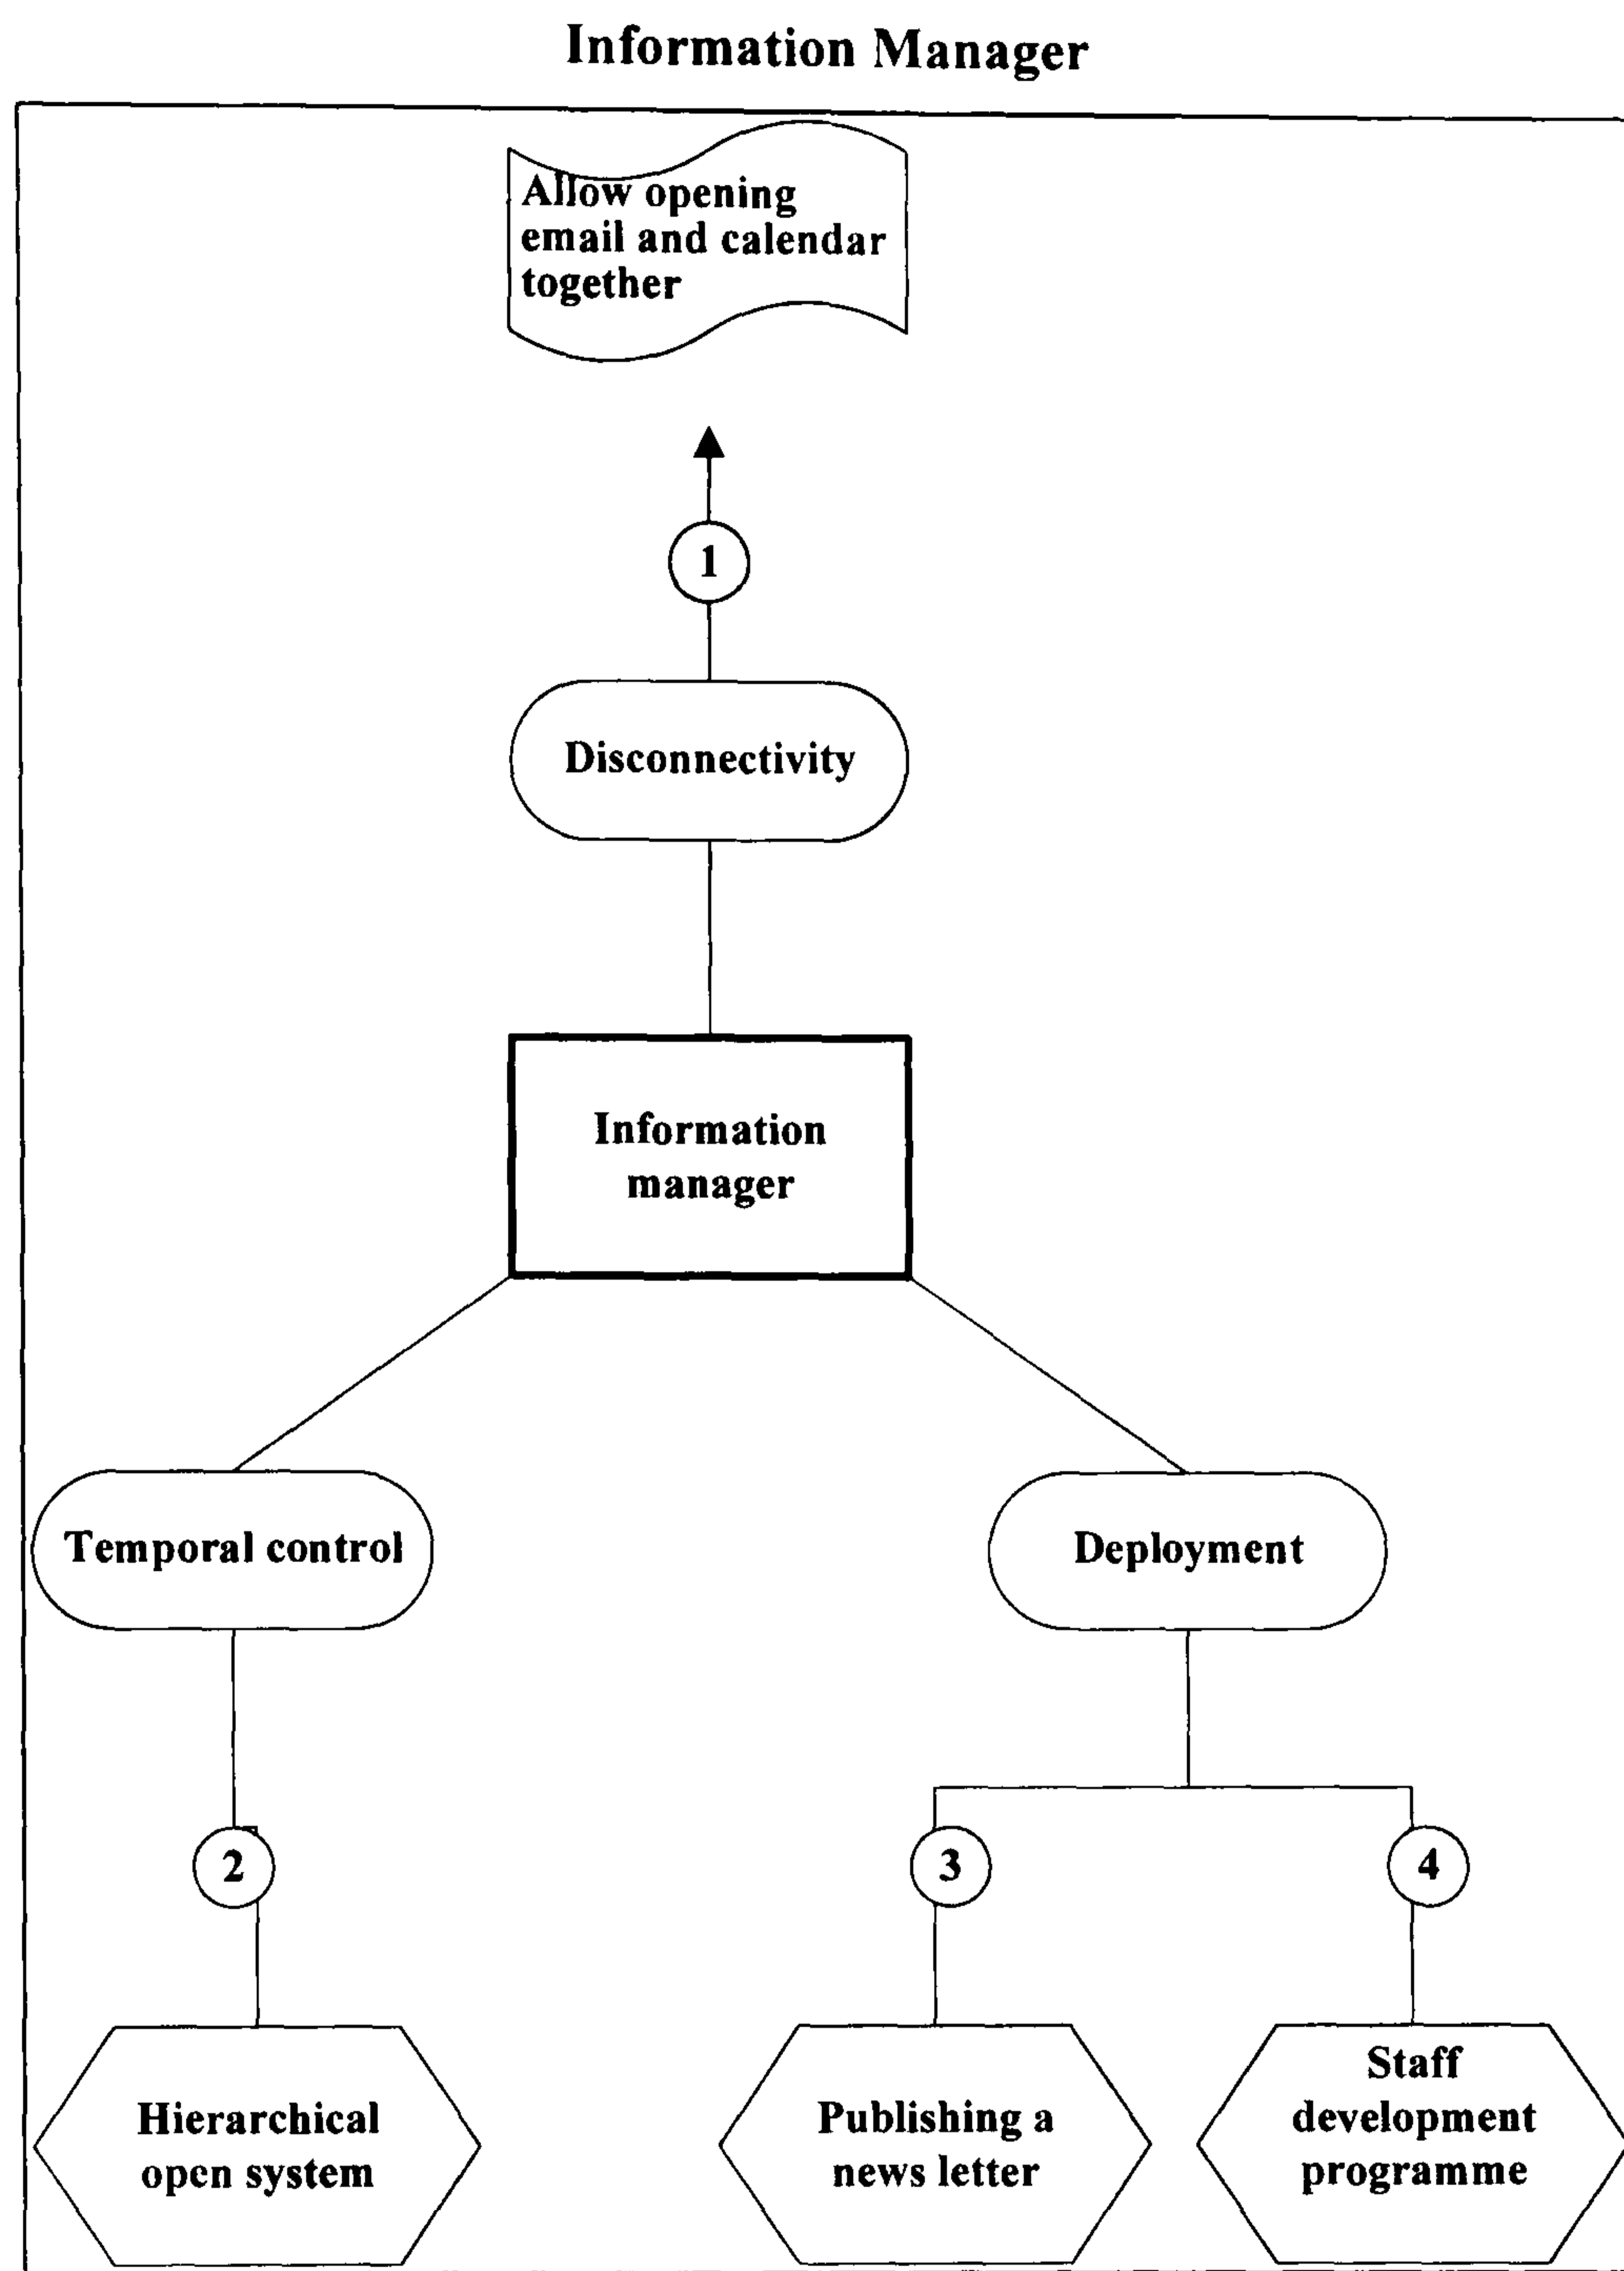 Information Manager
Allow opening
email and calendar
together
1
Disconnectivity
Information
manager
Temporal control
Deployment
2
3
4
Hierarchical
open system
Publishing a
news letter
Staff
development
programme